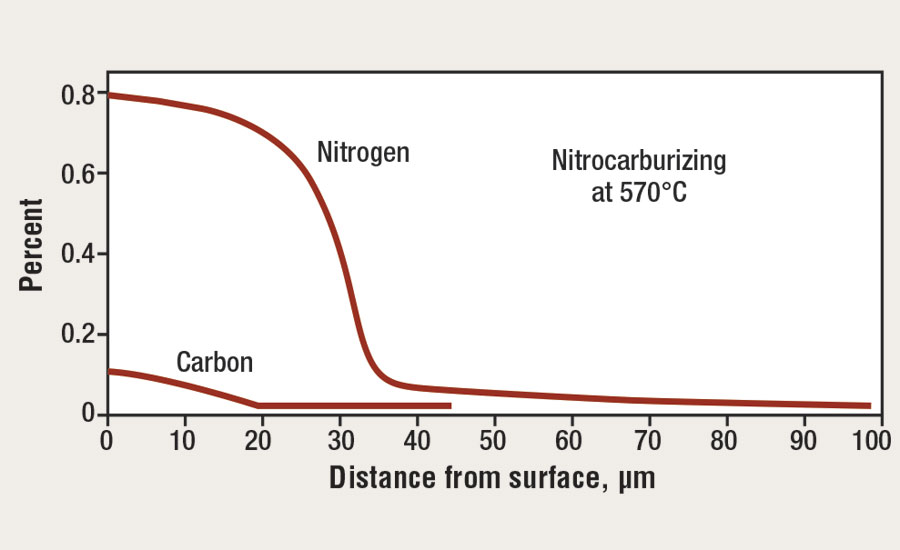 Percent
0.8
0.6
0.4
0.2
0
Nitrogen
Nitrocarburizing
at 570°C
Carbon
0 10 20 30 40 50 60 70 80 90 100
Distance from surface, µm